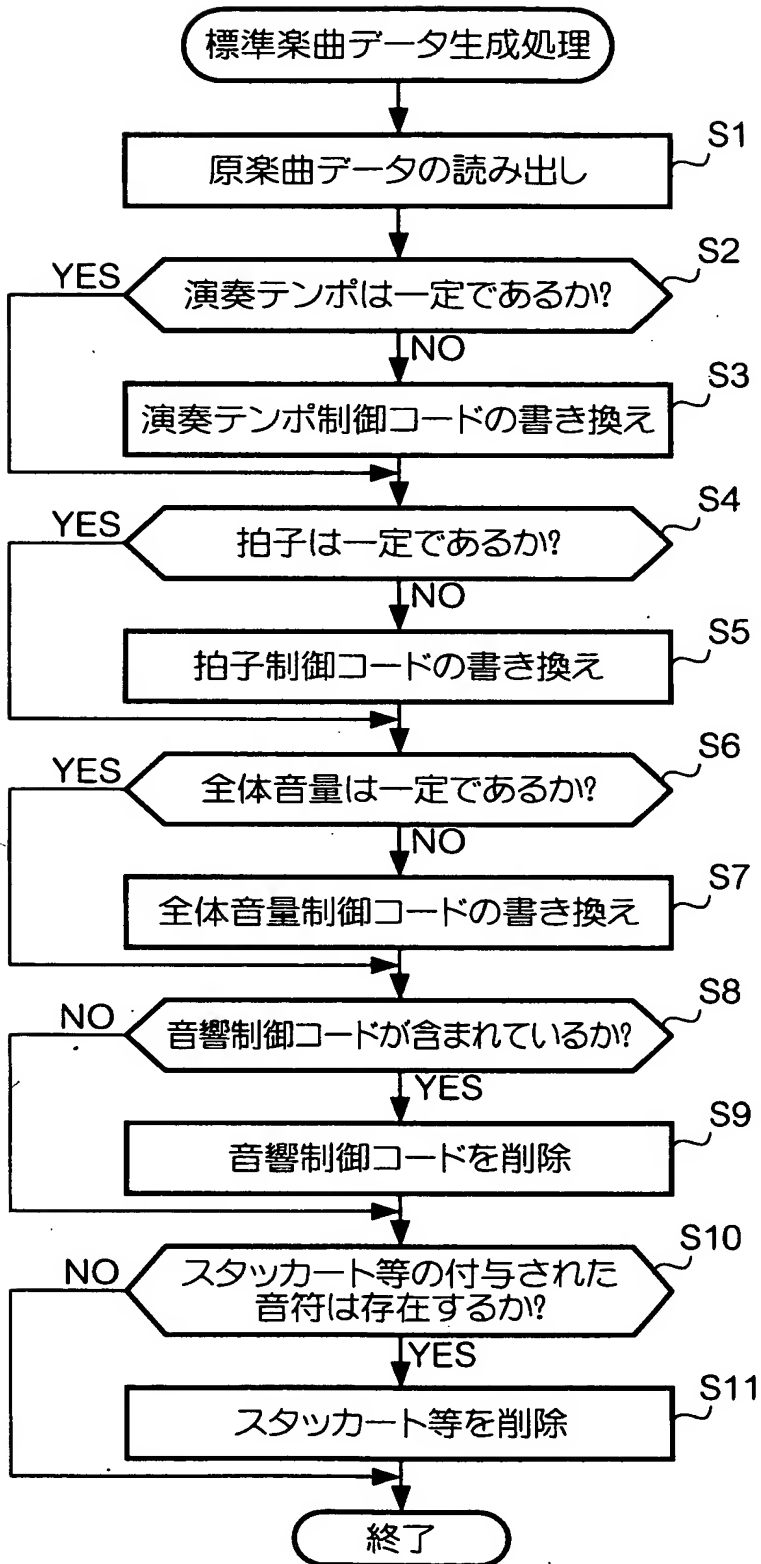 標準楽曲データ生成処理
S1
原楽曲データの読み出し
S2
YES
演奏テンポは一定であるか?
NO
S3
演奏テンポ制御コードの書き換え
S4
YES
拍子は一定であるか?
NO
S5
拍子制御コードの書き換え
S6
YES
全体音量は一定であるか?
NO
S7
全体音量制御コードの書き換え
S8
NO
音響制御コードが含まれているか?
YES
S9
音響制御コードを削除
S10
NO
スタッカート等の付与された
音符は存在するか?
YES
S11
スタッカート等を削除
終了